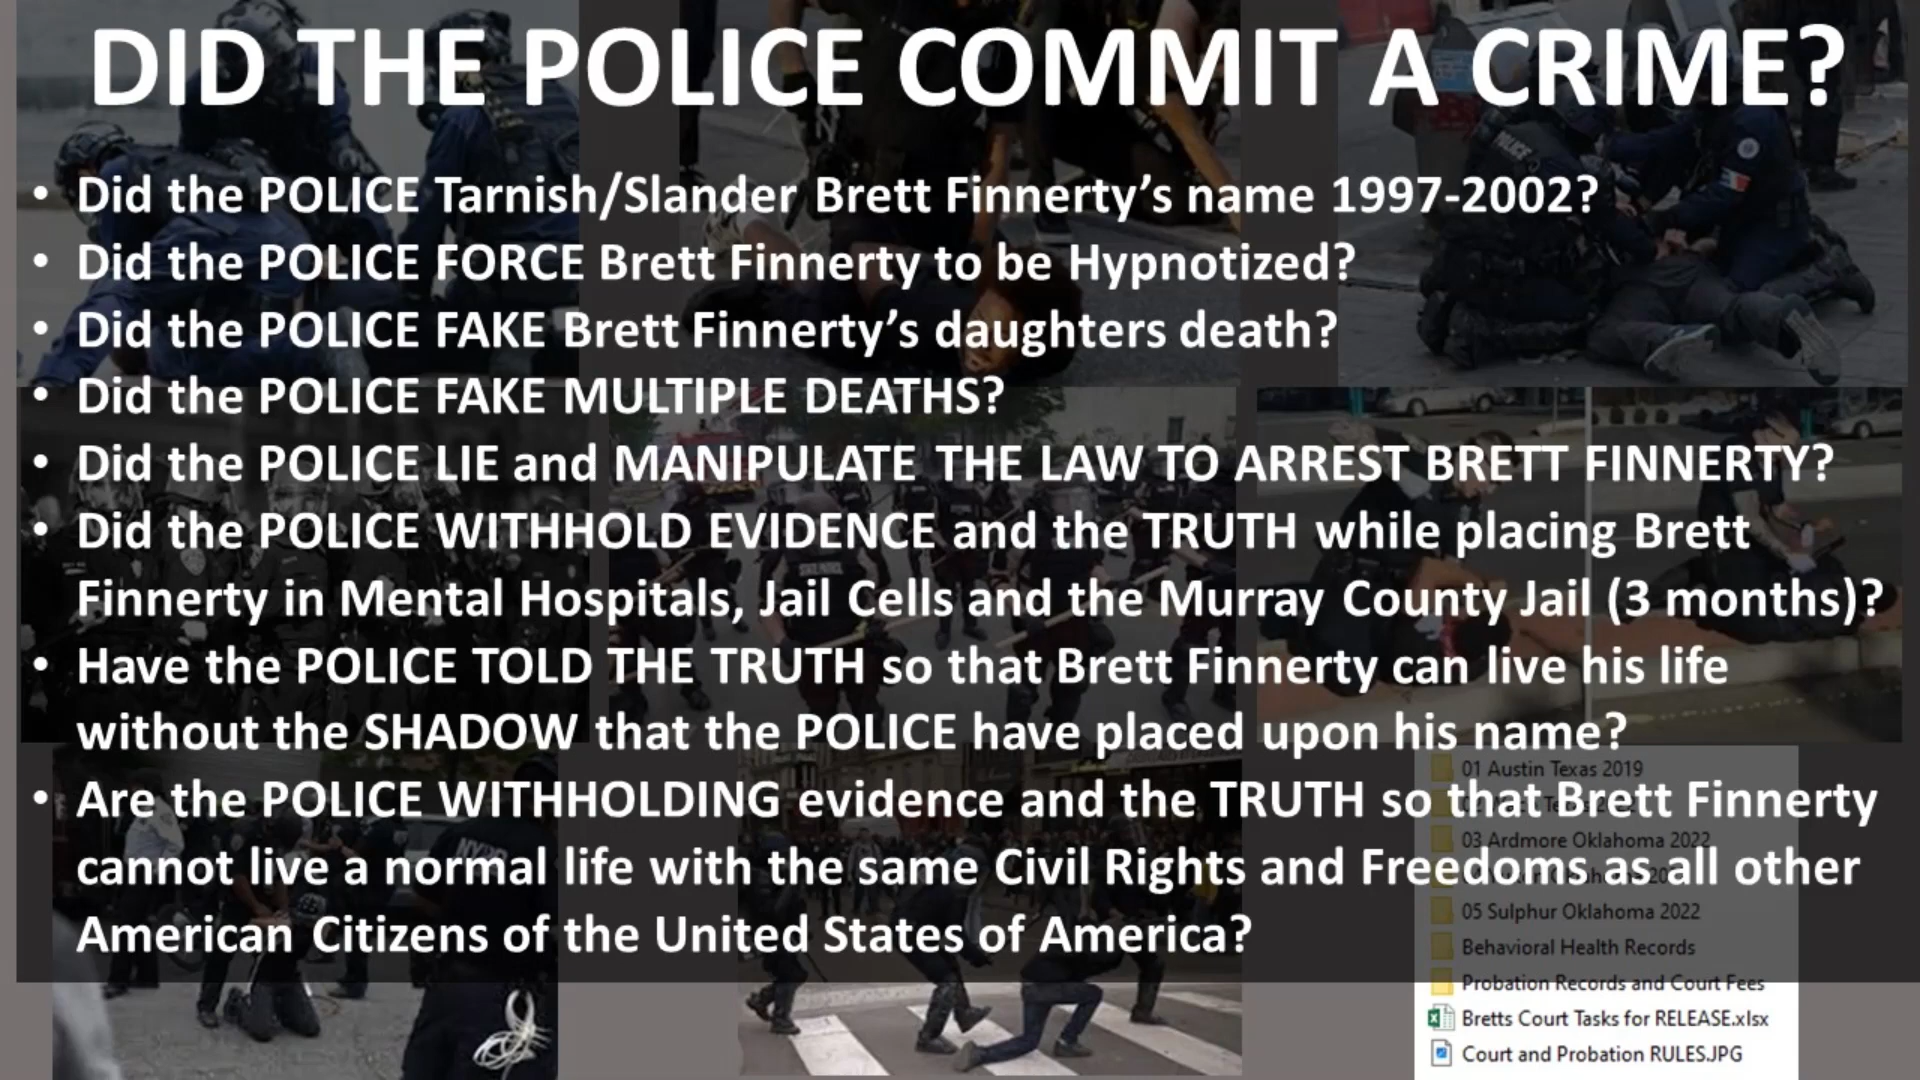 DID THE POLICE COMMIT A CRIME?
• Did the POLICE Tarnish/Slander Brett Finnerty’s name 1997-2002?
• Did the POLICE FORCE Brett Finnerty to be Hypnotized?
• Did the POLICE FAKE Brett Finnerty’s daughters death?
• Did the POLICE FAKE MULTIPLE DEATHS?
• Did the POLICE LIE and MANIPULATE THE LAW TO ARREST BRETT FINNERTY?
• Did the POLICE WITHHOLD EVIDENCE and the TRUTH while placing Brett
Finnerty in Mental Hospitals, Jail Cells and the Murray County Jail (3 months)?
• Have the POLICE TOLD THE TRUTH so that Brett Finnerty can live his life
without the SHADOW that the POLICE have placed upon his name?
• Are the POLICE WITHHOLDING evidence and the TRUTH so that Brett Finnerty
cannot live a normal life with the same Civil Rights and Freedoms as all other
American Citizens of the United States of America?
01 Austin Texas 2019
03 Ardmore Oklahoma 2022
05 Sulphur Oklahoma 2022
Behavioral Health Records
Probation Records and Court Fees
Bretts Court Tasks for RELEASE.xlsx
Court and Probation RULES.JPG
POLICE
STATE PATROL
NYPD